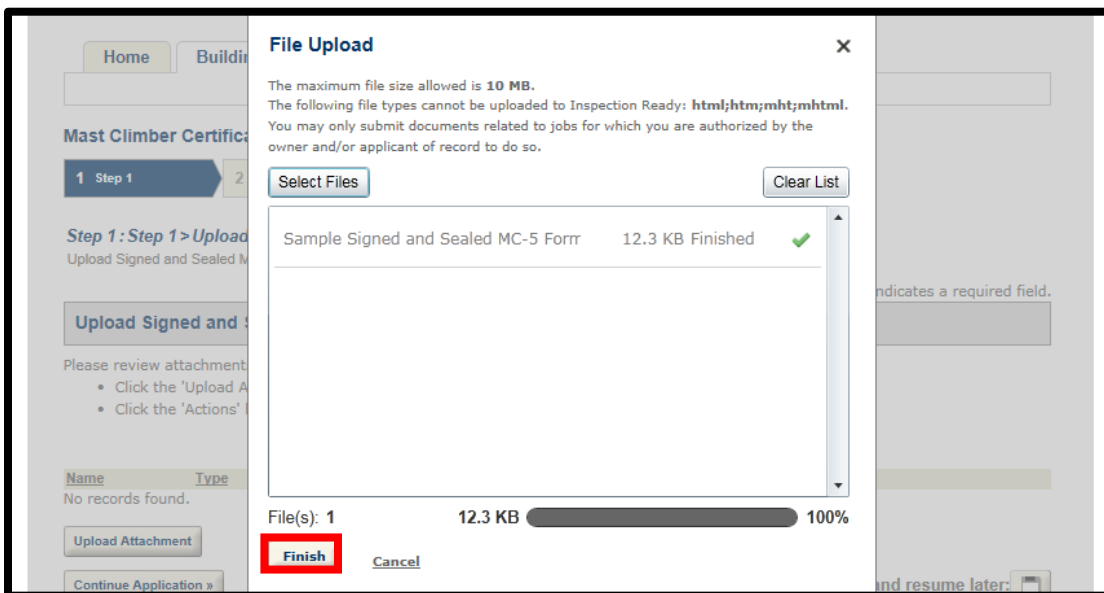 Home
Buildin
File Upload
The maximum file size allowed is 10 MB.
The following file types cannot be uploaded to Inspection Ready: html;htm;mht;mhtml.
You may only submit documents related to jobs for which you are authorized by the
owner and/or applicant of record to do so.
Mast Climber Certifica
1 Step 1
2
Select Files
Clear List
Step 1 : Step 1 > Upload
Upload Signed and Sealed M
Sample Signed and Sealed MC-5 Form 12.3 KB Finished
ndicates a required field.
Upload Signed and S
Please review attachment
• Click the 'Upload A
• Click the 'Actions' l
Name Type
No records found.
File(s): 1 12.3 KB 100%
Upload Attachment
Finish
Cancel
Continue Application »
and resume later: